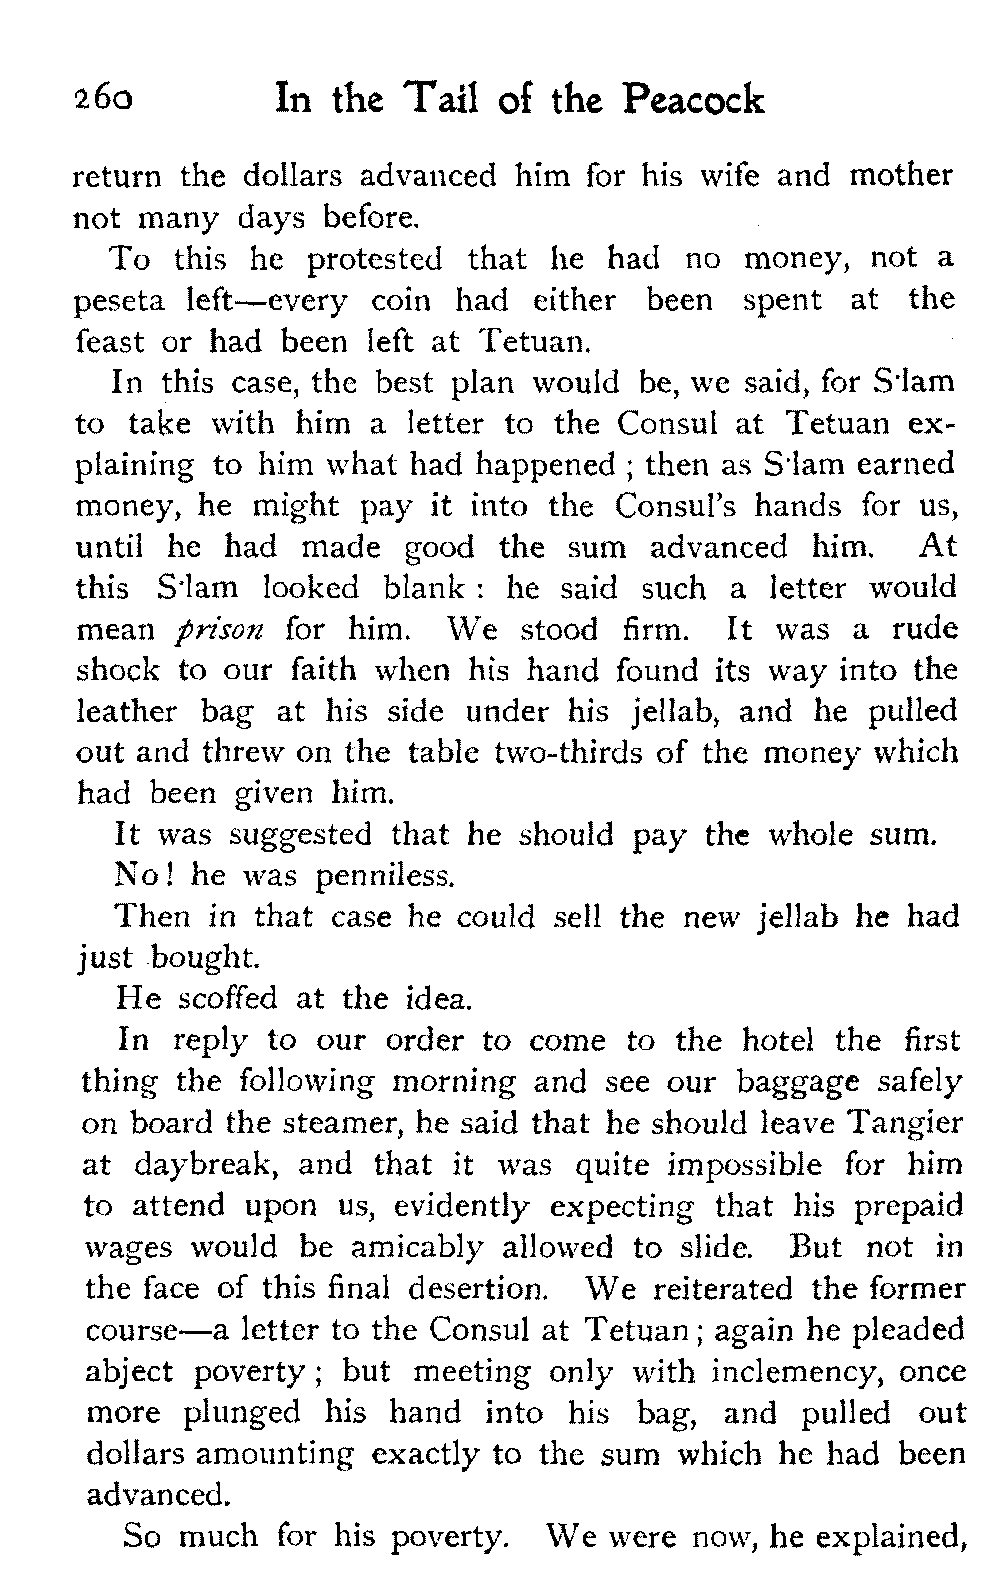 260 In the Tail of the Peacock
return the dollars advanced him for his wife and mother
not many days before.
To this he protested that he had no money, not a
peseta left—every coin had either been spent at the
feast or had been left at Tetuan.
In this case, the best plan would be, we said, for S'lam
to take with him a letter to the Consul at Tetuan ex-
plaining to him what had happened ; then as S'lam earned
money, he might pay it into the Consul's hands for us,
until he had made good the sum advanced him. At
this S'lam looked blank : he said such a letter would
mean prison for him. We stood firm. It was a rude
shock to our faith when his hand found its way into the
leather bag at his side under his jellab, and he pulled
out and threw on the table two-thirds of the money which
had been given him.
It was suggested that he should pay the whole sum.
No ! he was penniless.
Then in that case he could sell the new jellab he had
just bought.
He scoffed at the idea.
In reply to our order to come to the hotel the first
thing the following morning and see our baggage safely
on board the steamer, he said that he should leave Tangier
at daybreak, and that it was quite impossible for him
to attend upon us, evidently expecting that his prepaid
wages would be amicably allowed to slide. But not in
the face of this final desertion. We reiterated the former
course—a letter to the Consul at Tetuan ; again he pleaded
abject poverty ; but meeting only with inclemency, once
more plunged his hand into his bag, and pulled out
dollars amounting exactly to the sum which he had been
advanced.
So much for his poverty. We were now, he explained,